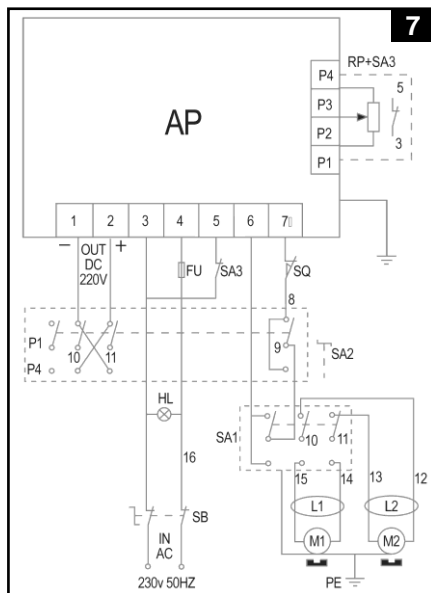 7
RP+SA3
P4
P3
P2
P1
5
3
AP
1 2 3 4 5 6 7
− OUT +
DC
220V
FU
SA3
SQ
8
P1
P4
10
11
9
SA2
HL
SA1
10
11
16
15
14
13
12
SB
L1
L2
IN
AC
M1
M2
230v 50HZ
PE